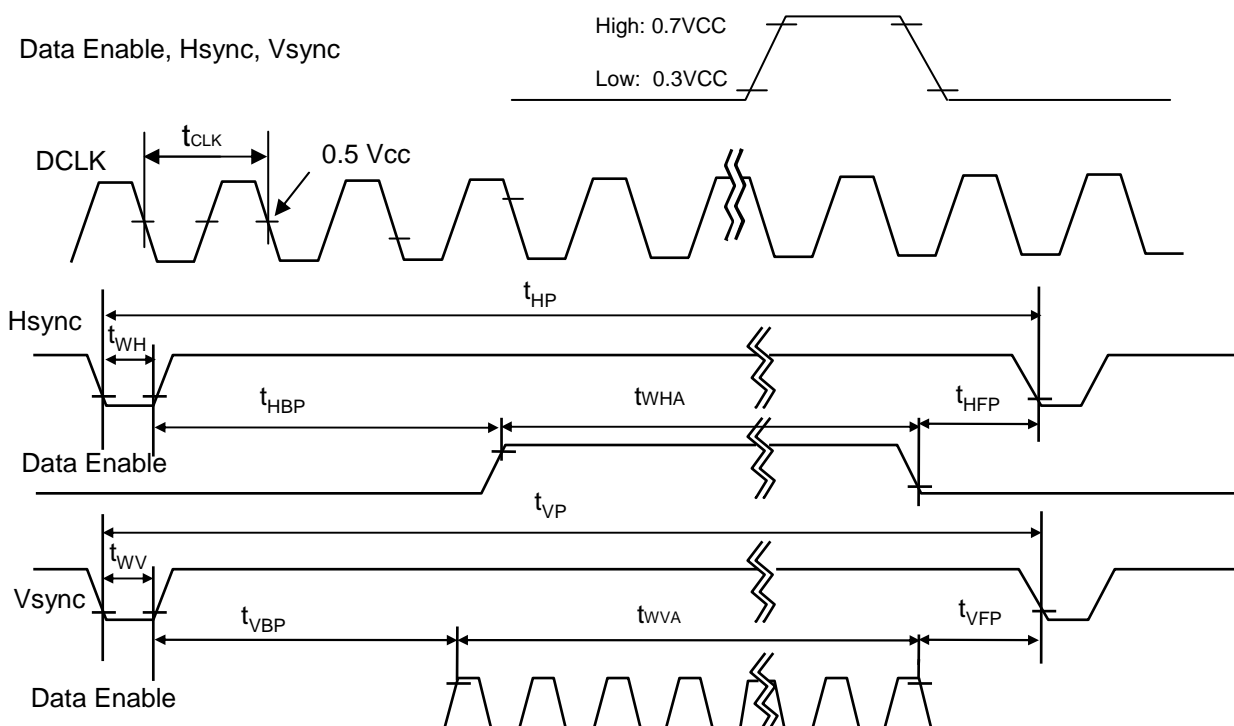 High: 0.7VCC
Data Enable, Hsync, Vsync
Low: 0.3VCC
tCLK
DCLK
0.5 Vcc
tHP
Hsync
tWH
tHBP
tWHA
tHFP
Data Enable
tVP
tWV
Vsync
tVBP
tWVA
tVFP
Data Enable